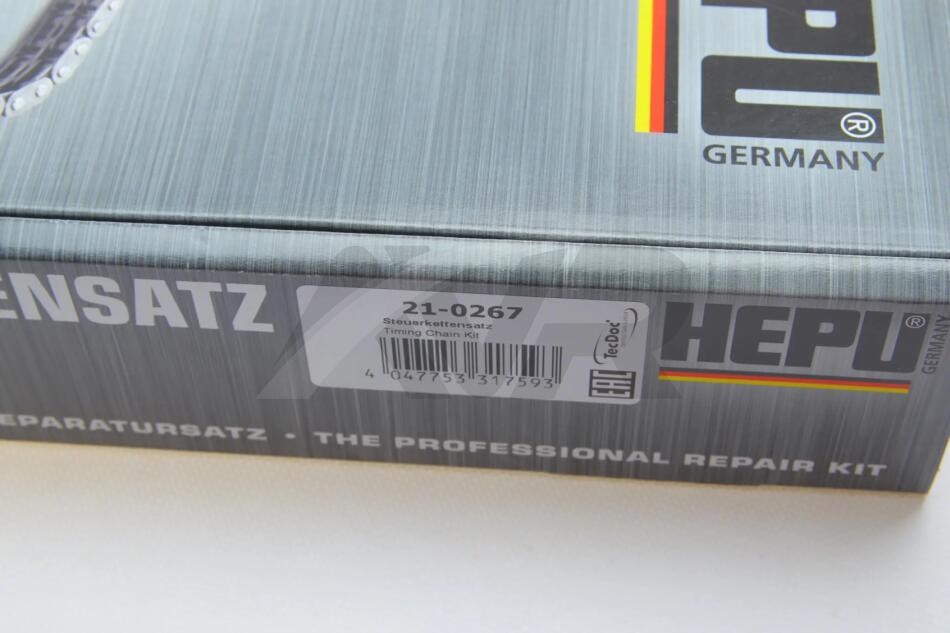 HEPU®
GERMANY
ENSATZ
21-0267
Steuerkettensatz
Timing Chain Kit
4 047753 317593
TecDoc
EAC
HEPU®
GERMANY
EPARATURSATZ • THE PROFESSIONAL REPAIR KIT